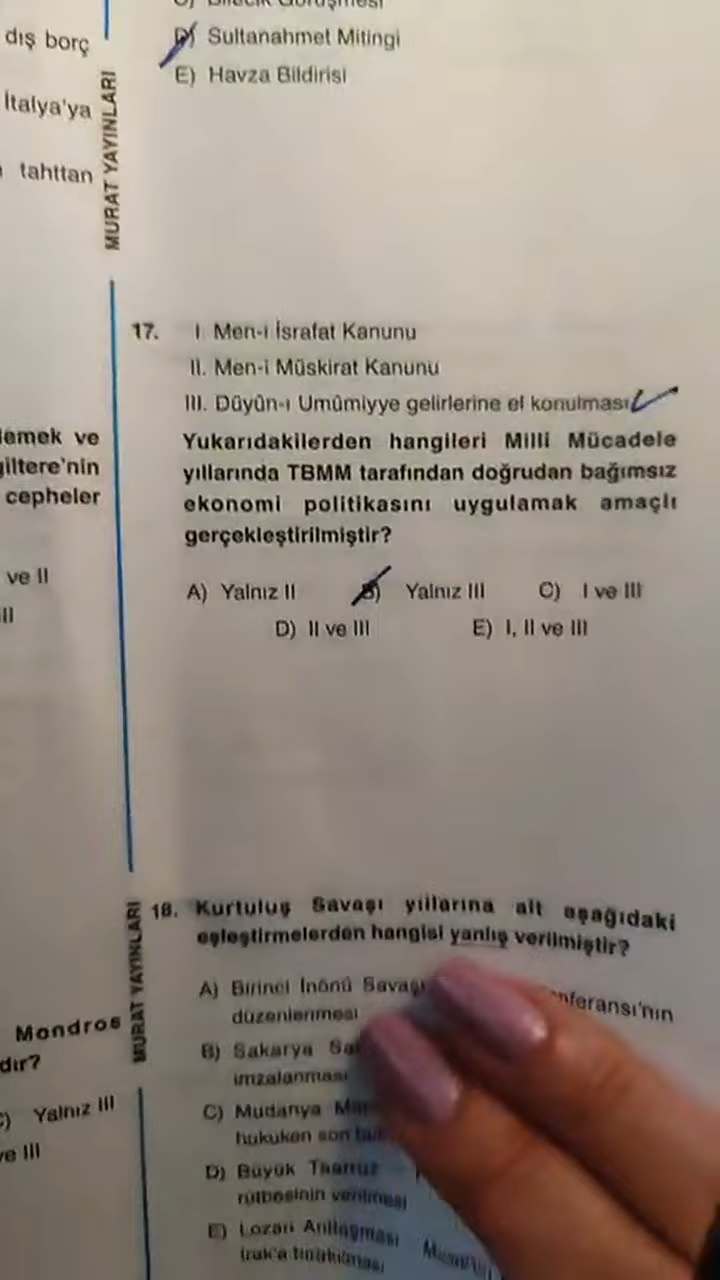 dış borç
İtalya'ya
tahttan
MURAT YAYINLARI
lemek ve
giltere'nin
cepheler
ve II
Mondros
dır?
Yalnız III
ve III
MURAT YAYINLARI
D) Sultanahmet Mitingi
E) Havza Bildirisi
17. I. Men-i İsrafat Kanunu
II. Men-i Müskirat Kanunu
III. Düyûn-ı Umûmiyye gelirlerine el konulması
Yukarıdakilerden hangileri Milli Mücadele
yıllarında TBMM tarafından doğrudan bağımsız
ekonomi politikasını uygulamak amaçlı
gerçekleştirilmiştir?
A) Yalnız II B) Yalnız III C) I ve III
D) II ve III E) I, II ve III
18. Kurtuluş Savaşı yıllarına ait aşağıdaki
eşleştirmelerden hangisi yanlış verilmiştir?
A) Birinci İnönü Savaşı nferansı'nın
düzenlenmesi
B) Sakarya
imzalanması
C) Mudanya
hukuken son
D) Büyük Taarruz
rütbesinin verilmesi
E) Lozan Antlaşması
Irak'a